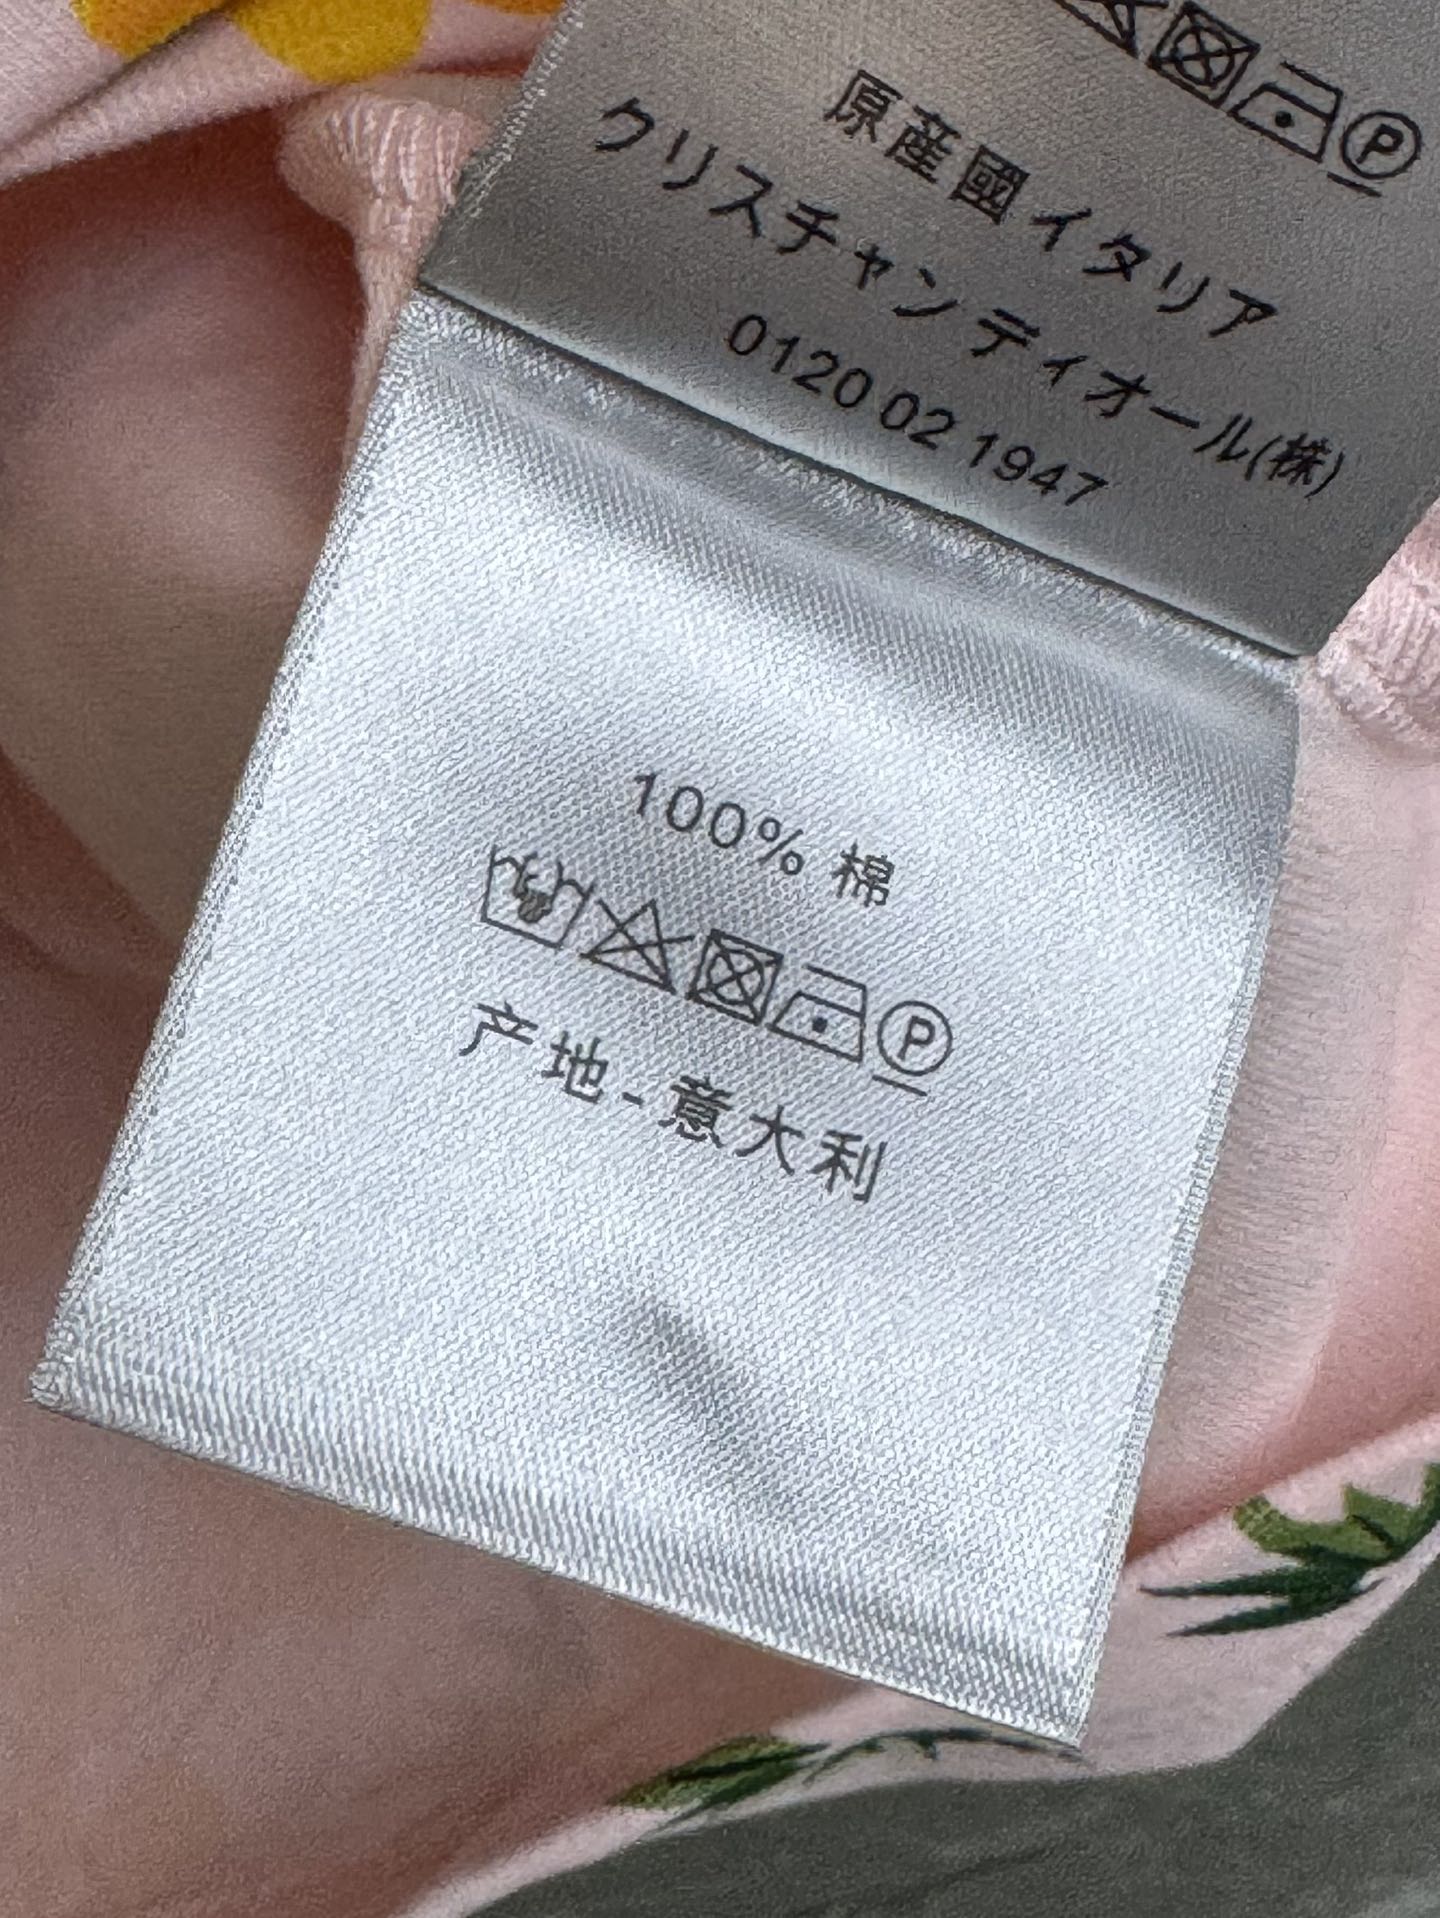 原産國イタリア
クリスチャンディオール(株)
0120 02 1947
100% 棉
P
产地-意大利